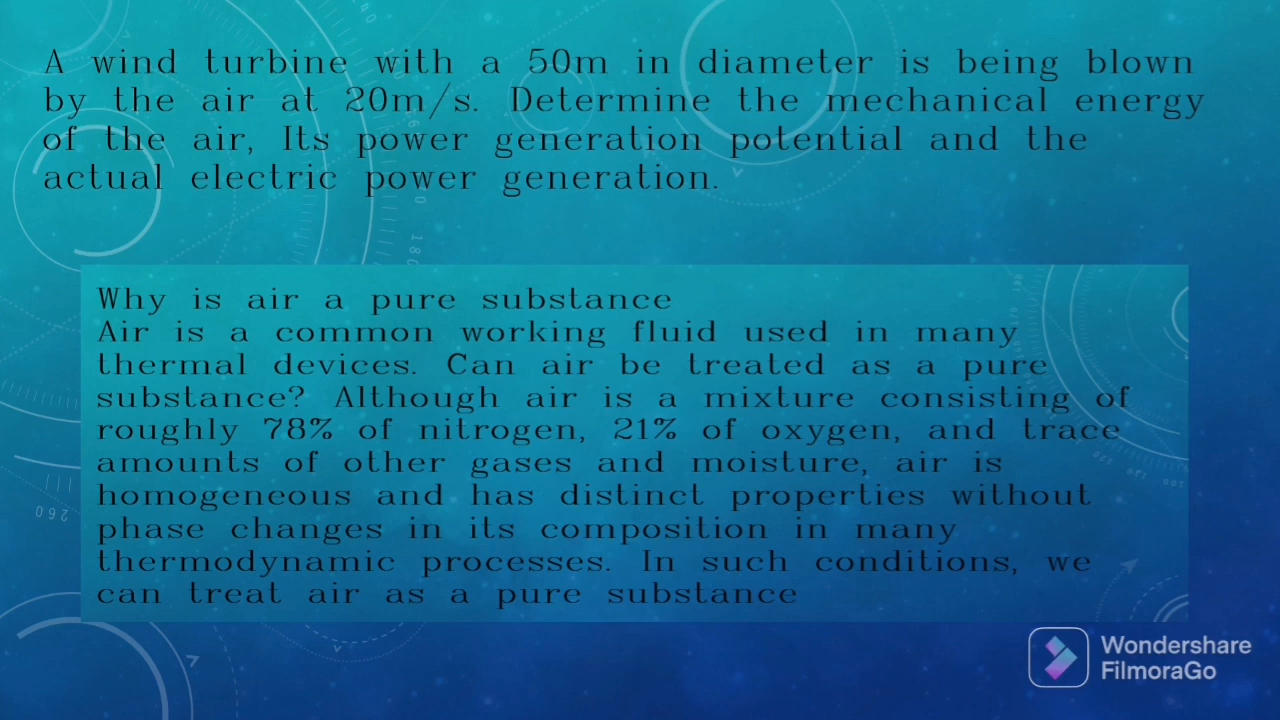 A wind turbine with a 50m in diameter is being blown
by the air at 20m/s. Determine the mechanical energy
of the air, Its power generation potential and the
actual electric power generation.
Why is air a pure substance
Air is a common working fluid used in many
thermal devices. Can air be treated as a pure
substance? Although air is a mixture consisting of
roughly 78% of nitrogen, 21% of oxygen, and trace
amounts of other gases and moisture, air is
homogeneous and has distinct properties without
phase changes in its composition in many
thermodynamic processes. In such conditions, we
can treat air as a pure substance
260
Wondershare
FilmoraGo